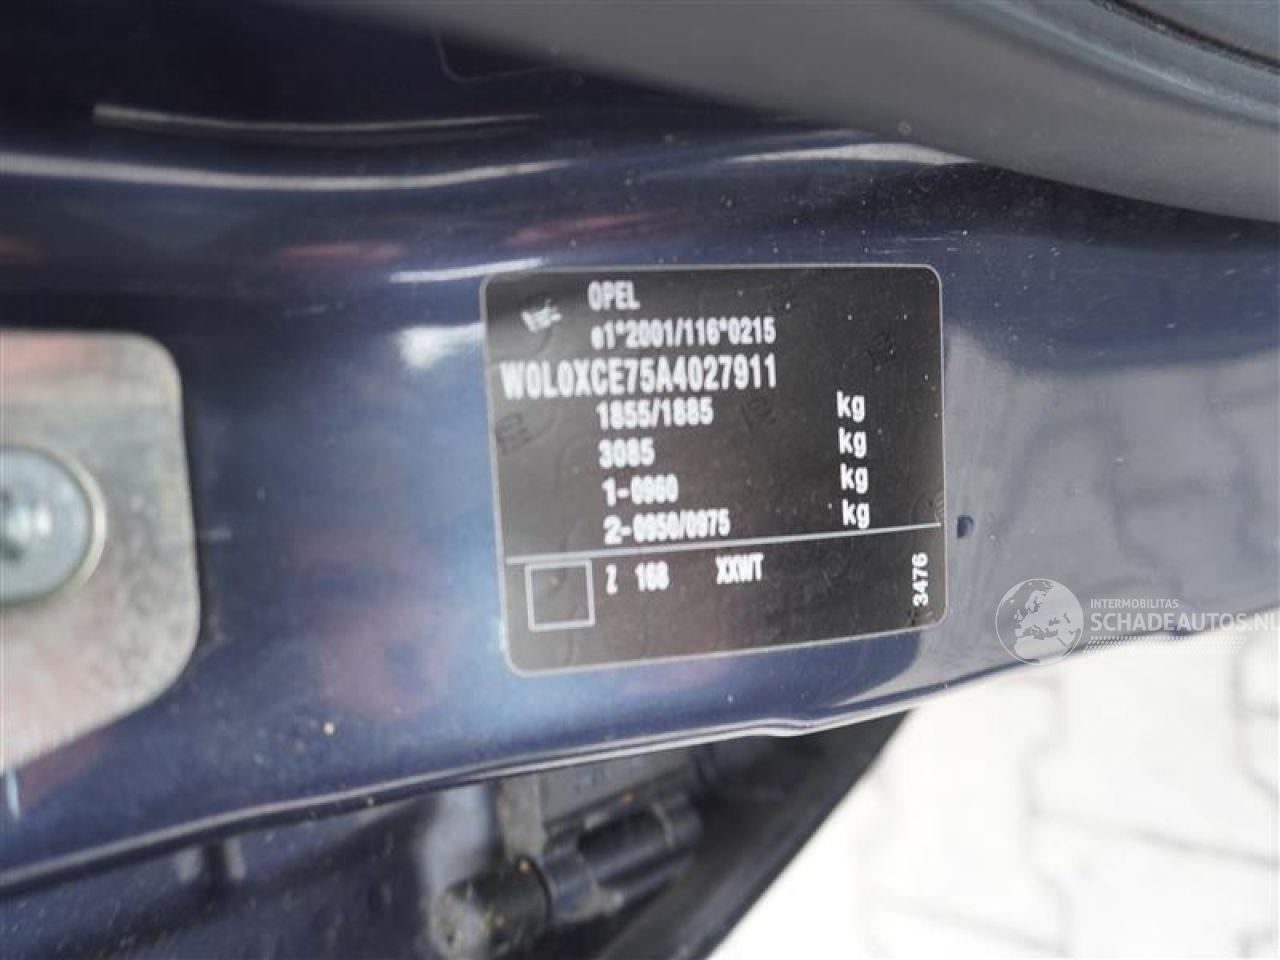 OPEL
e1*2001/116*0215
W0L0XCE75A4027911
1855/1885 kg
3085 kg
1-0960 kg
2-0950/0975 kg
Z 168 XXWT
3476
INTERMOBILITAS
SCHADEAUTOS.NL